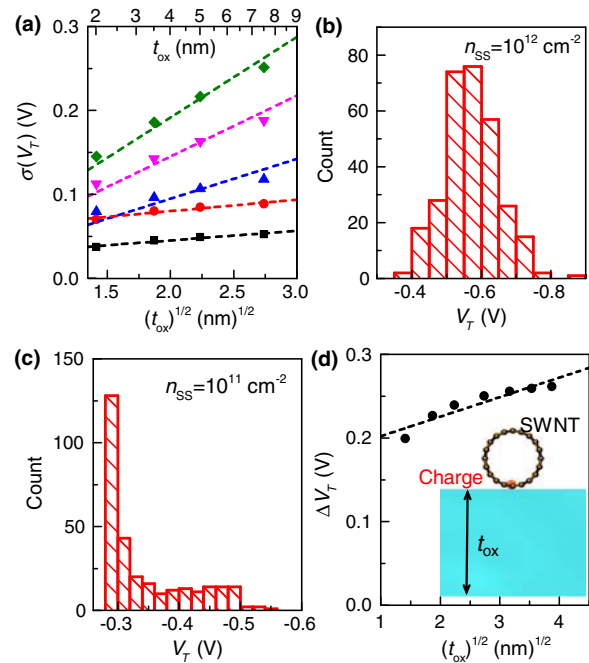 (a)
2 3 4 5 6 7 8 9
t_ox (nm)
0.3
0.2
0.1
0.0
σ(V_T) (V)
1.5 2.0 2.5 3.0
(t_ox)^1/2 (nm)^1/2
(b)
n_SS=10^12 cm^-2
80
60
40
20
0
Count
-0.4 -0.6 -0.8
V_T (V)
(c)
n_SS=10^11 cm^-2
150
100
50
0
Count
-0.3 -0.4 -0.5 -0.6
V_T (V)
(d)
0.3
0.2
0.1
0.0
ΔV_T (V)
SWNT
Charge
t_ox
1 2 3 4
(t_ox)^1/2 (nm)^1/2